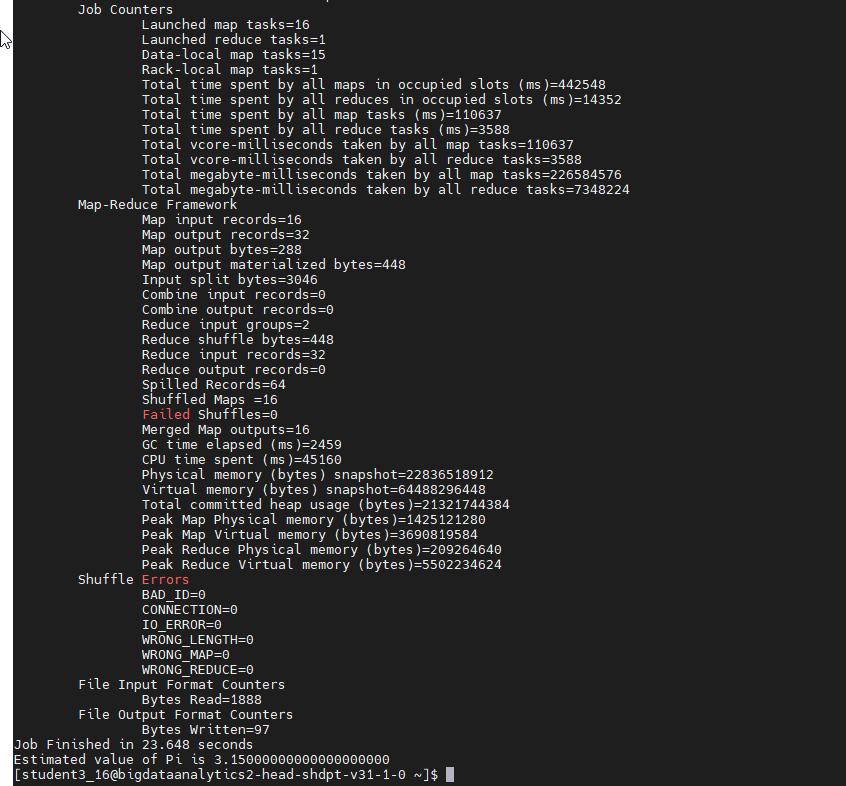 Job Counters
Launched map tasks=16
Launched reduce tasks=1
Data-local map tasks=15
Rack-local map tasks=1
Total time spent by all maps in occupied slots (ms)=442548
Total time spent by all reduces in occupied slots (ms)=14352
Total time spent by all map tasks (ms)=110637
Total time spent by all reduce tasks (ms)=3588
Total vcore-milliseconds taken by all map tasks=110637
Total vcore-milliseconds taken by all reduce tasks=3588
Total megabyte-milliseconds taken by all map tasks=226584576
Total megabyte-milliseconds taken by all reduce tasks=7348224
Map-Reduce Framework
Map input records=16
Map output records=32
Map output bytes=288
Map output materialized bytes=448
Input split bytes=3046
Combine input records=0
Combine output records=0
Reduce input groups=2
Reduce shuffle bytes=448
Reduce input records=32
Reduce output records=0
Spilled Records=64
Shuffled Maps =16
Failed Shuffles=0
Merged Map outputs=16
GC time elapsed (ms)=2459
CPU time spent (ms)=45160
Physical memory (bytes) snapshot=22836518912
Virtual memory (bytes) snapshot=64488296448
Total committed heap usage (bytes)=21321744384
Peak Map Physical memory (bytes)=1425121280
Peak Map Virtual memory (bytes)=3690819584
Peak Reduce Physical memory (bytes)=209264640
Peak Reduce Virtual memory (bytes)=5502234624
Shuffle Errors
BAD_ID=0
CONNECTION=0
IO_ERROR=0
WRONG_LENGTH=0
WRONG_MAP=0
WRONG_REDUCE=0
File Input Format Counters
Bytes Read=1888
File Output Format Counters
Bytes Written=97
Job Finished in 23.648 seconds
Estimated value of Pi is 3.15000000000000000000
[student3_16@bigdataanalytics2-head-shdpt-v31-1-0 ~]$